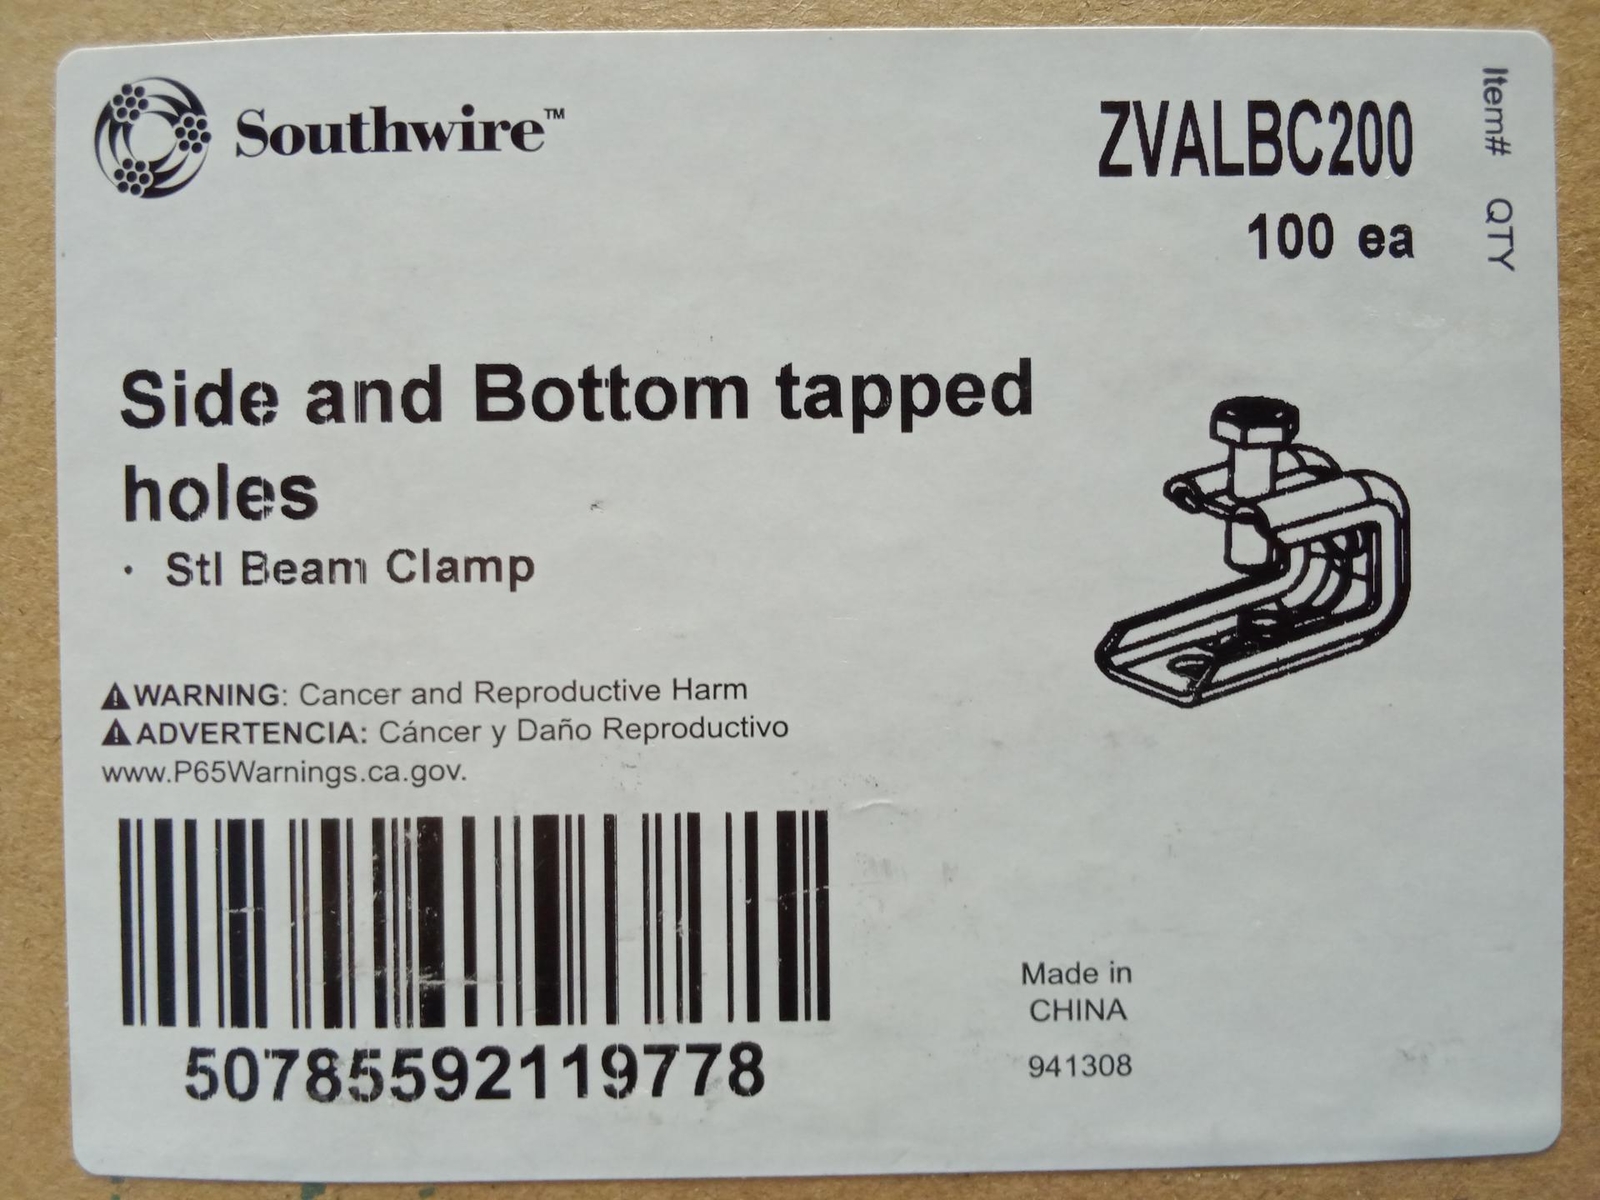 Southwire™
ZVALBC200
Item#
100 ea
QTY
Side and Bottom tapped
holes
· Stl Beam Clamp
⚠WARNING: Cancer and Reproductive Harm
⚠ADVERTENCIA: Cáncer y Daño Reproductivo
www.P65Warnings.ca.gov.
50785592119778
Made in
CHINA
941308